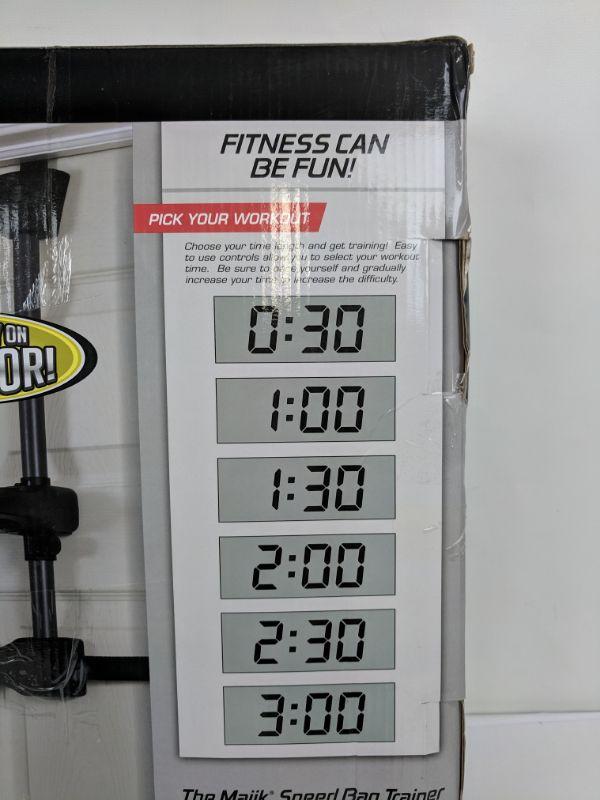 FITNESS CAN
BE FUN!
PICK YOUR WORKOUT
Choose your time length and get training! Easy
to use controls allow you to select your workout
time. Be sure to pace yourself and gradually
increase your time to increase the difficulty.
0:30
ON
1:00
OR!
1:30
2:00
2:30
3:00
The Majik® Speed Bag Trainer